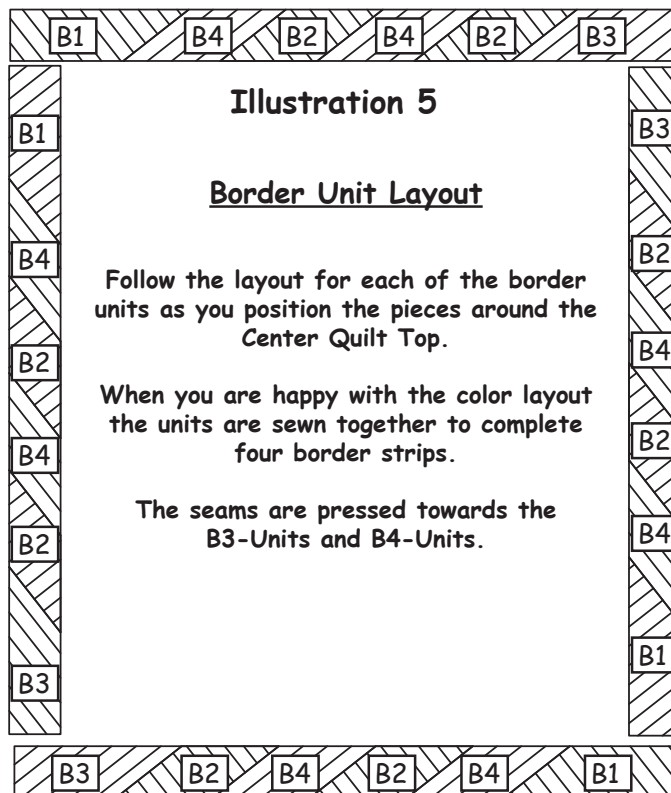 B1 B4 B2 B4 B2 B3
Illustration 5
Border Unit Layout
Follow the layout for each of the border
units as you position the pieces around the
Center Quilt Top.
When you are happy with the color layout
the units are sewn together to complete
four border strips.
The seams are pressed towards the
B3-Units and B4-Units.
B1
B4
B2
B4
B2
B3
B3
B2
B4
B2
B4
B1
B3 B2 B4 B2 B4 B1